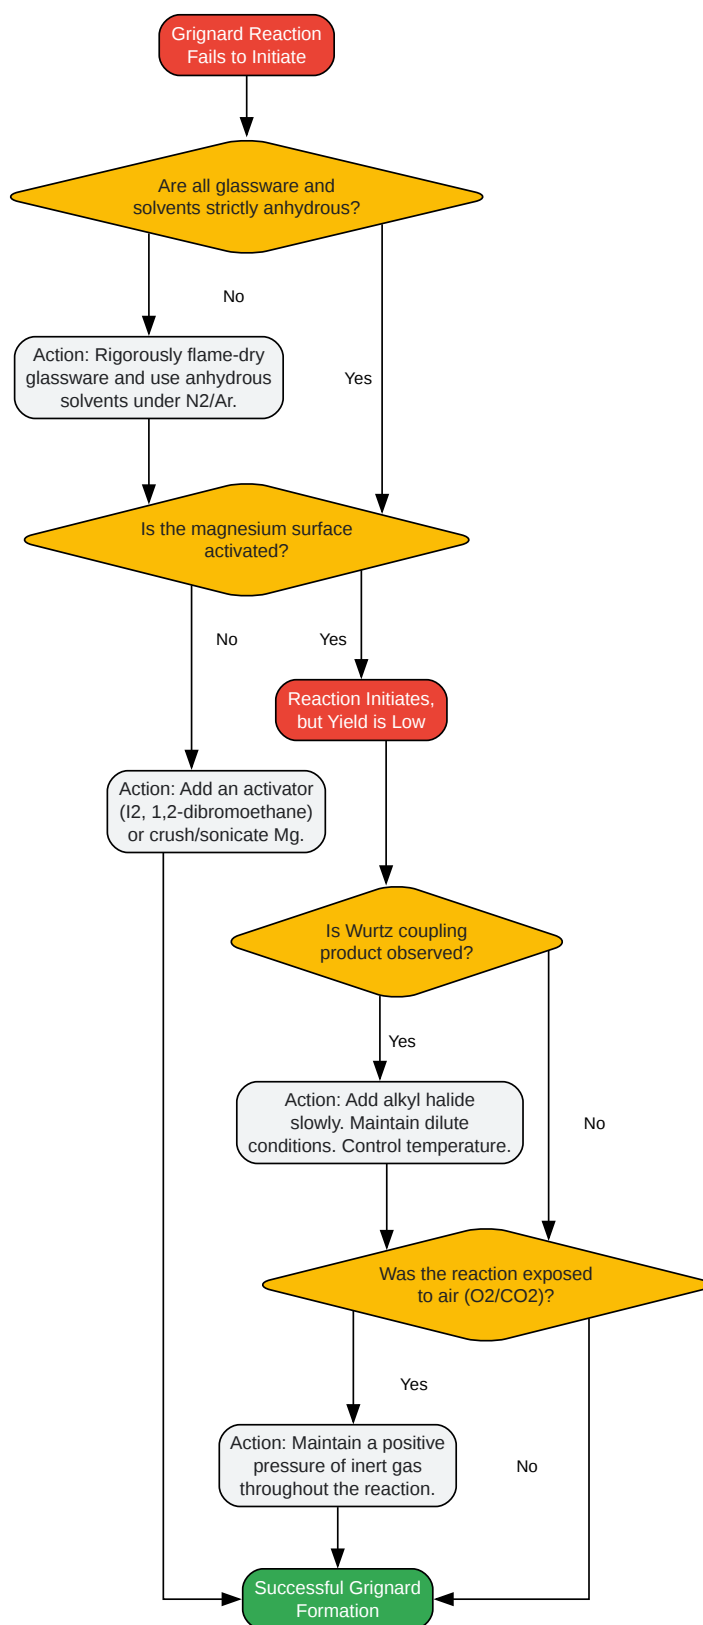 Grignard Reaction
Fails to Initiate
Are all glassware and
solvents strictly anhydrous?
No
Action: Rigorously flame-dry
glassware and use anhydrous
solvents under N2/Ar.
Yes
Is the magnesium surface
activated?
No
Yes
Reaction Initiates,
but Yield is Low
Action: Add an activator
(I2, 1,2-dibromoethane)
or crush/sonicate Mg.
Is Wurtz coupling
product observed?
Yes
Action: Add alkyl halide
slowly. Maintain dilute
conditions. Control temperature.
No
Was the reaction exposed
to air (O2/CO2)?
Yes
Action: Maintain a positive
pressure of inert gas
throughout the reaction.
No
Successful Grignard
Formation